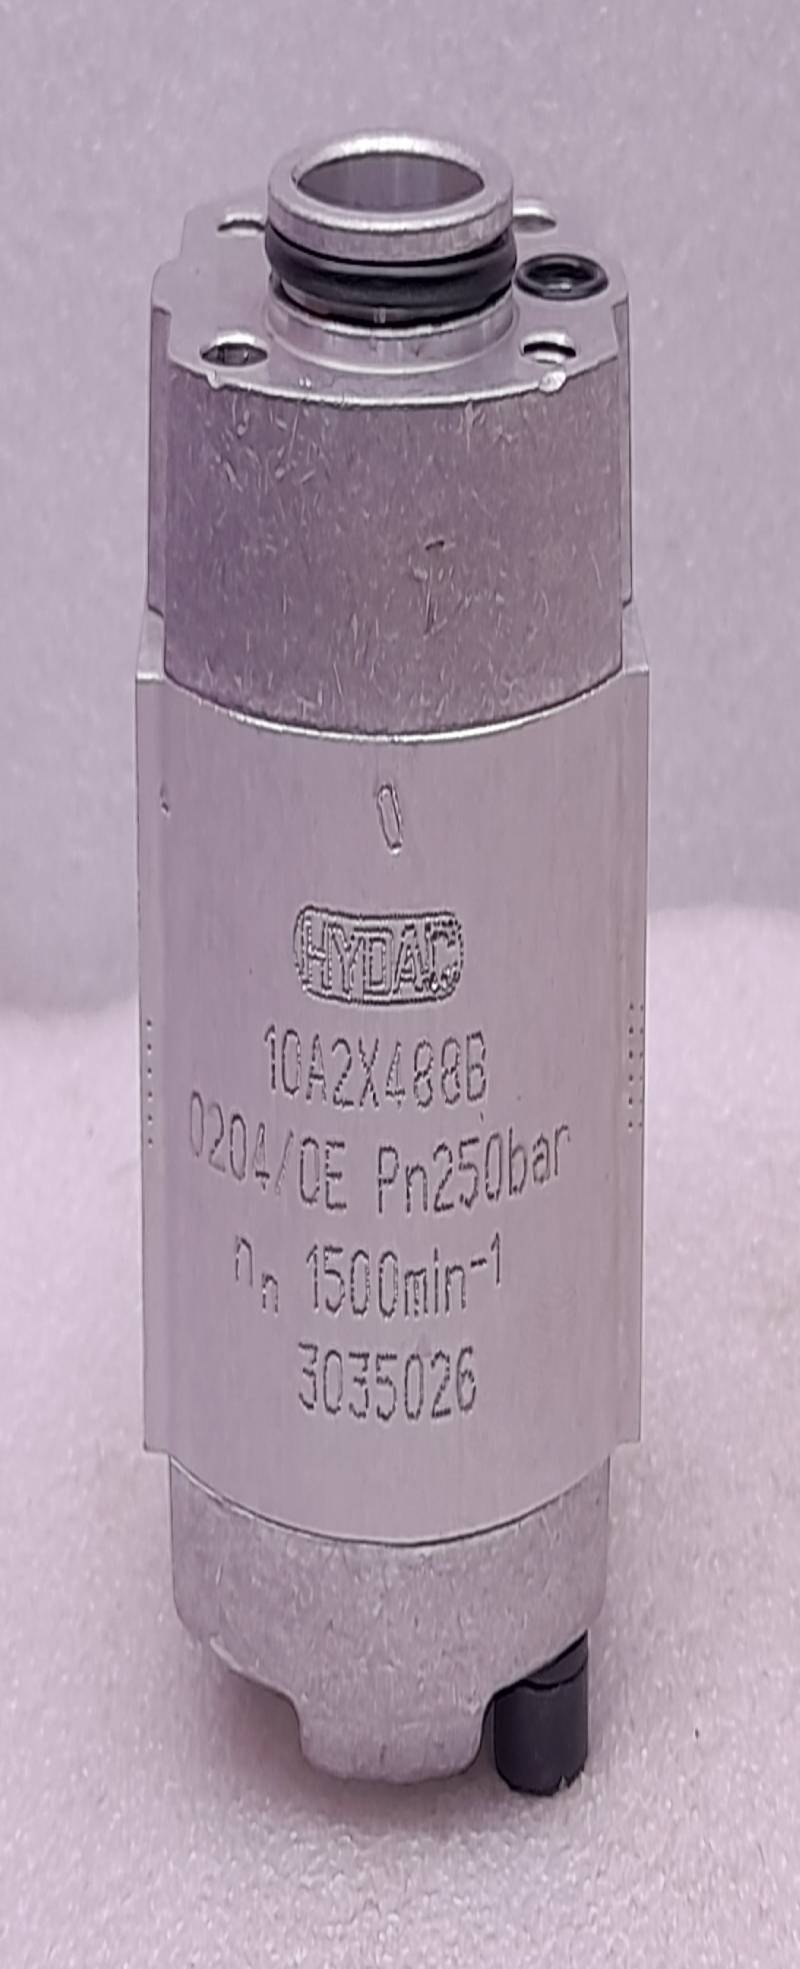 HYDAC
10A2X488B
0204/0E Pn250bar
nn 1500min-1
3035026